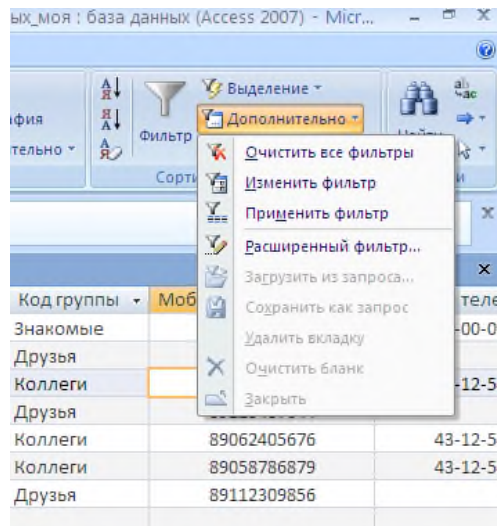 ых_моя : база данных (Access 2007) - Micr...
Выделение
Дополнительно
Фильтр
фия
тельно
Сорти
и
Очистить все фильтры
Изменить фильтр
Применить фильтр
Расширенный фильтр...
Загрузить из запроса...
Сохранить как запрос
Удалить вкладку
Очистить бланк
Закрыть
Код группы Моб теле
Знакомые -00-0
Друзья
Коллеги -12-5
Друзья
Коллеги 89062405676 43-12-5
Коллеги 89058786879 43-12-5
Друзья 89112309856